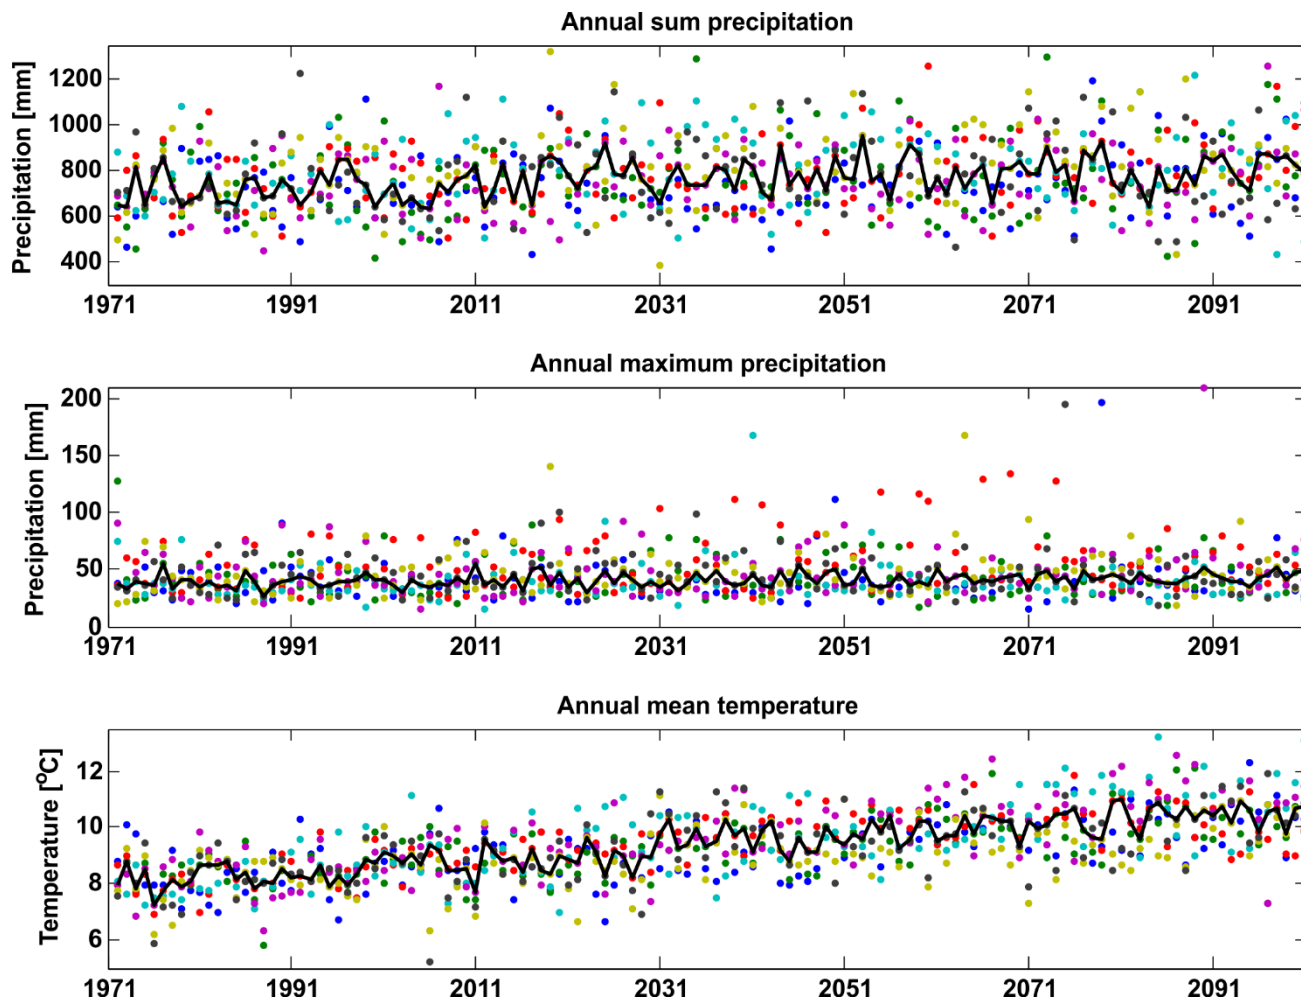 Annual sum precipitation
Precipitation [mm]
1200
1000
800
600
400
1971 1991 2011 2031 2051 2071 2091
Annual maximum precipitation
Precipitation [mm]
200
150
100
50
0
1971 1991 2011 2031 2051 2071 2091
Annual mean temperature
Temperature [°C]
12
10
8
6
1971 1991 2011 2031 2051 2071 2091